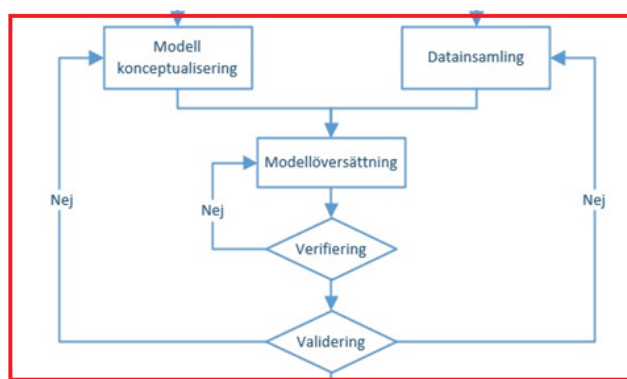 Modell
konceptualisering
Datainsamling
Modellöversättning
Nej
Nej
Nej
Verifiering
Validering